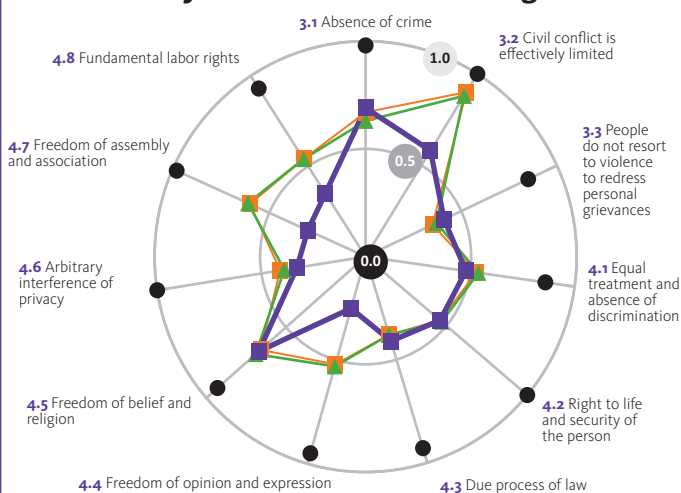 3.1 Absence of crime
3.2 Civil conflict is
effectively limited
1.0
4.8 Fundamental labor rights
3.3 People
do not resort
to violence
to redress
personal
grievances
4.7 Freedom of assembly
and association
0.5
0.0
4.6 Arbitrary
interference of
privacy
4.1 Equal
treatment and
absence of
discrimination
4.5 Freedom of belief and
religion
4.2 Right to life
and security of
the person
4.4 Freedom of opinion and expression
4.3 Due process of law